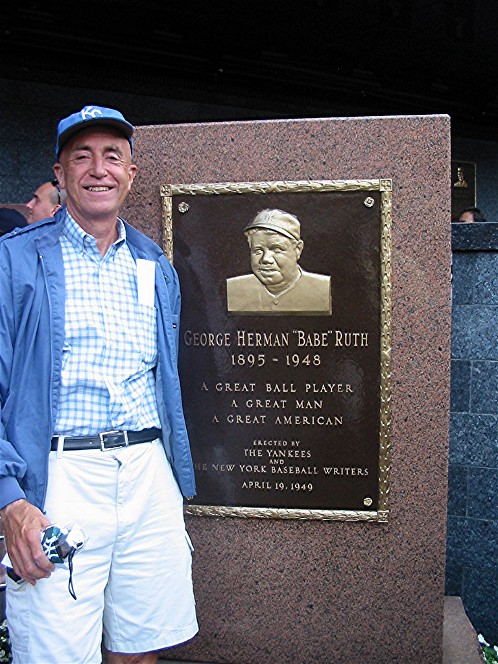 KC
GEORGE HERMAN "BABE" RUTH
1895 - 1948
A GREAT BALL PLAYER
A GREAT MAN
A GREAT AMERICAN
ERECTED BY
THE YANKEES
AND
THE NEW YORK BASEBALL WRITERS
APRIL 19, 1949